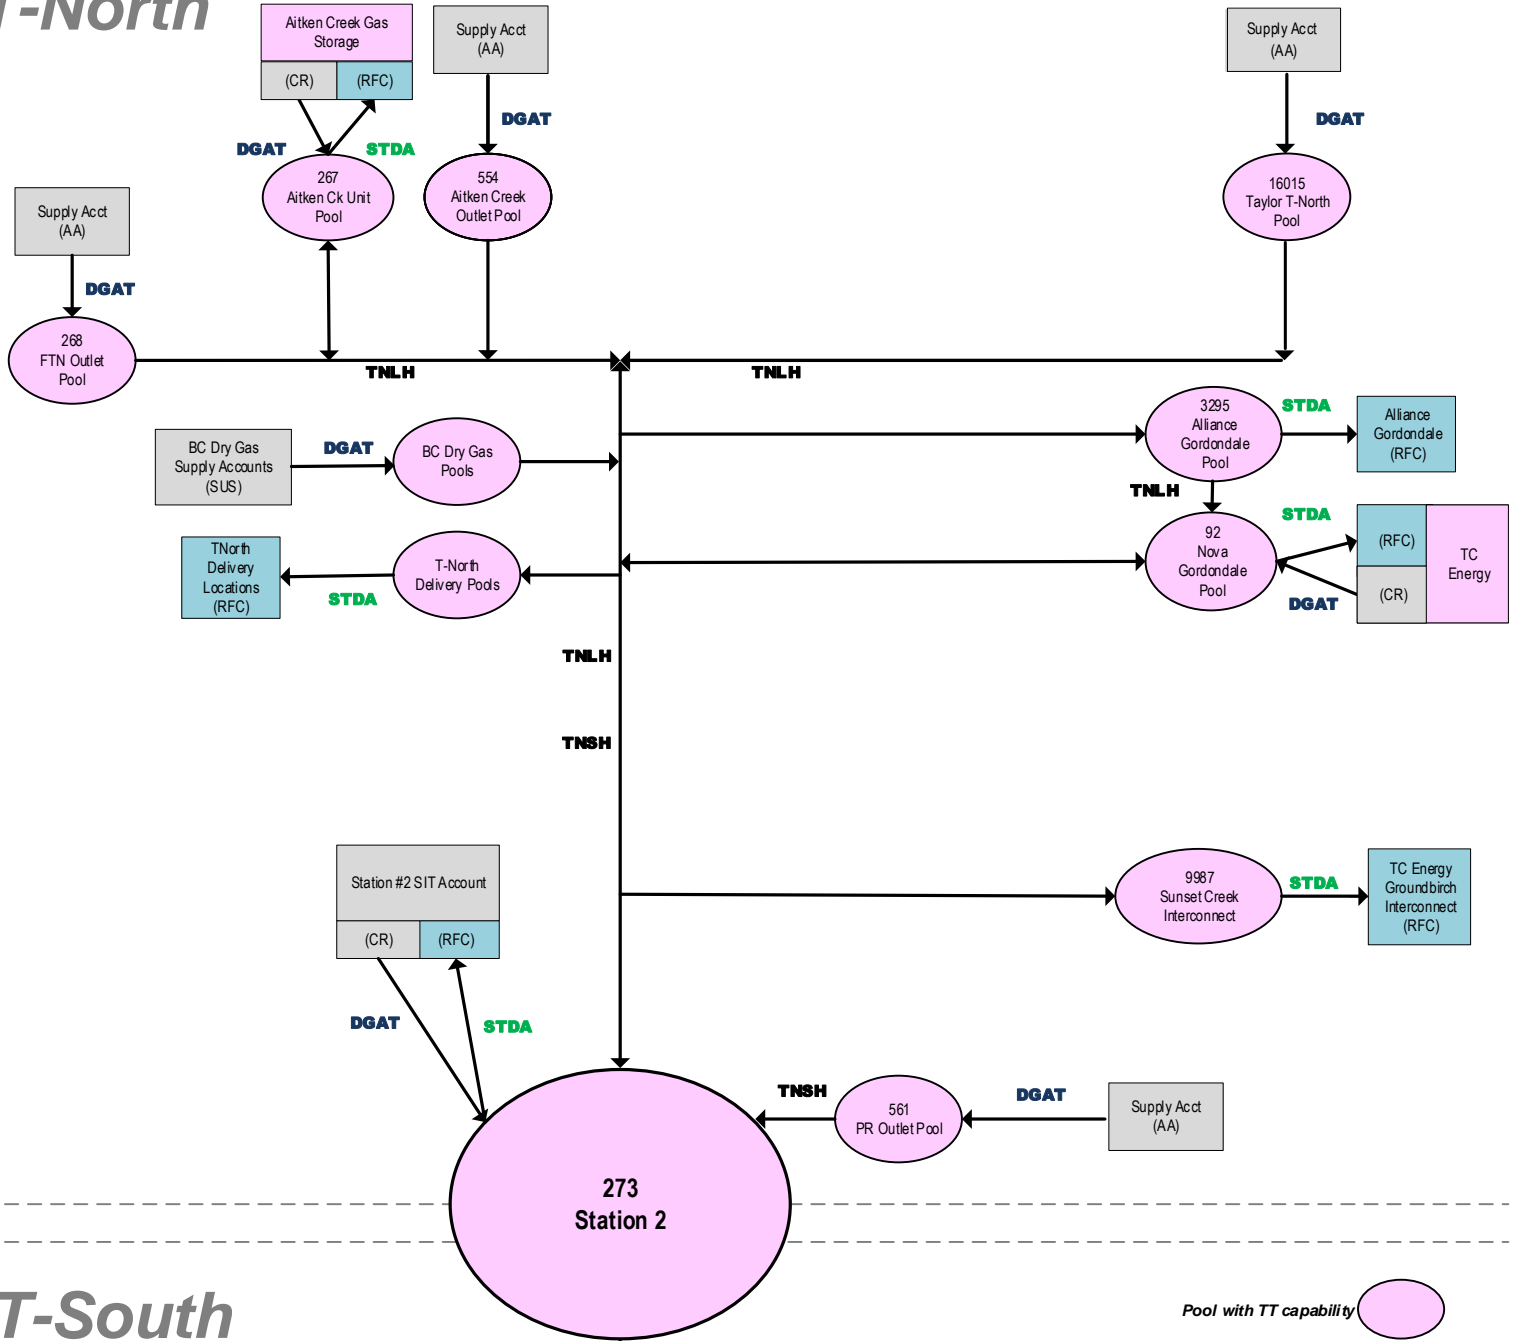 T-North
Aitken Creek Gas
Storage
(CR)
(RFC)
Supply Acct
(AA)
Supply Acct
(AA)
DGAT
DGAT
DGAT
STDA
267
Aitken Ck Unit
Pool
554
Aitken Creek
Outlet Pool
16015
Taylor T-North
Pool
Supply Acct
(AA)
DGAT
268
FTN Outlet
Pool
TNLH
TNLH
BC Dry Gas
Supply Accounts
(SUS)
DGAT
BC Dry Gas
Pools
3295
Alliance
Gordondale
Pool
STDA
Alliance
Gordondale
(RFC)
TNLH
TNorth
Delivery
Locations
(RFC)
STDA
T-North
Delivery Pools
92
Nova
Gordondale
Pool
STDA
DGAT
(RFC)
(CR)
TC
Energy
TNLH
TNSH
Station #2 SIT Account
(CR)
(RFC)
DGAT
STDA
9987
Sunset Creek
Interconnect
STDA
TC Energy
Groundbirch
Interconnect
(RFC)
TNSH
561
PR Outlet Pool
DGAT
Supply Acct
(AA)
273
Station 2
T-South
Pool with TT capability